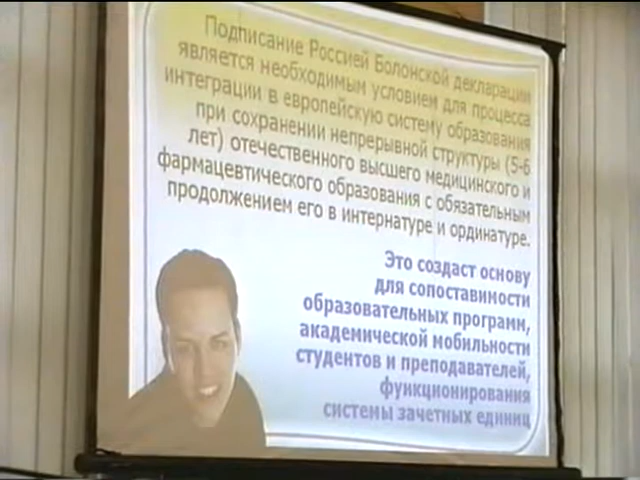 Подписание Россией Болонской декларации
является необходимым условием для процесса
интеграции в европейскую систему образования
при сохранении непрерывной структуры (5-6
лет) отечественного высшего медицинского и
фармацевтического образования с обязательным
продолжением его в интернатуре и ординатуре.
Это создаст основу
для сопоставимости
образовательных программ,
академической мобильности
студентов и преподавателей,
функционирования
системы зачетных единиц